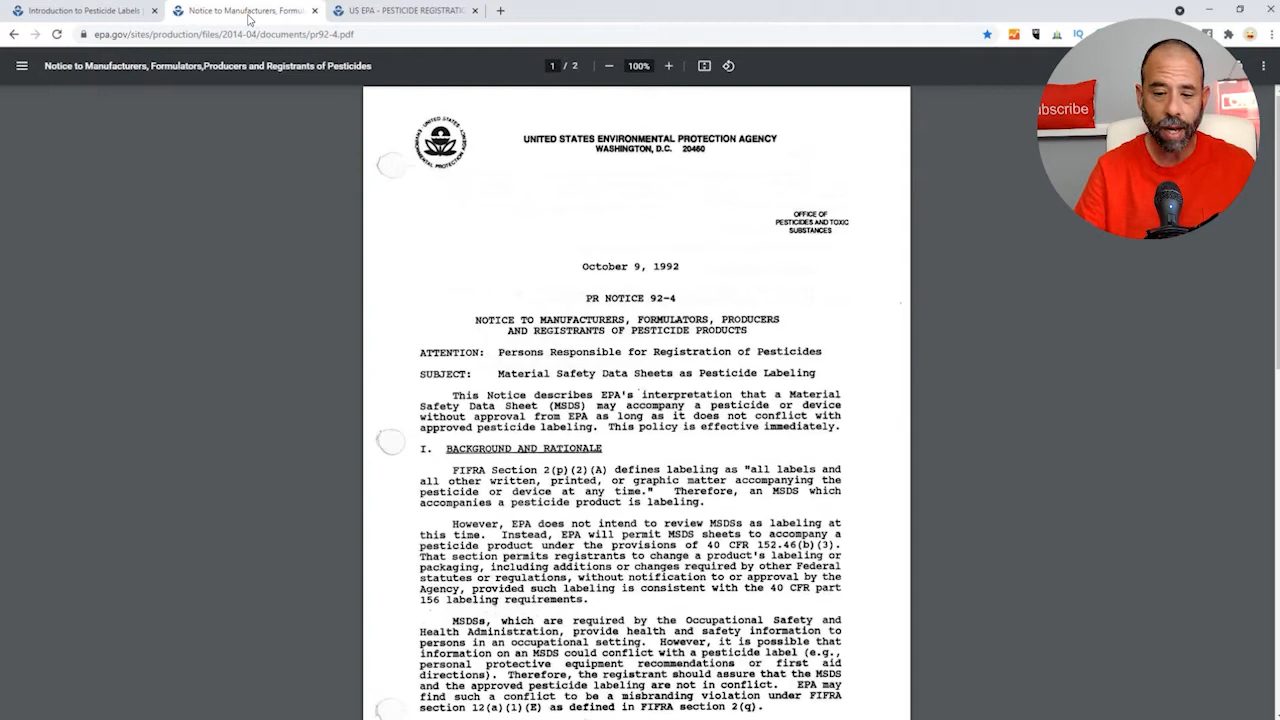 Introduction to Pesticide Labels
Notice to Manufacturers, Formul
US EPA - PESTICIDE REGISTRATI
epa.gov/sites/production/files/2014-04/documents/pr92-4.pdf
Notice to Manufacturers, Formulators,Producers and Registrants of Pesticides
1 / 2
100%
ubscribe
UNITED STATES ENVIRONMENTAL PROTECTION AGENCY
WASHINGTON, D.C. 20460
OFFICE OF
PESTICIDES AND TOXIC
SUBSTANCES
October 9, 1992
PR NOTICE 92-4
NOTICE TO MANUFACTURERS, FORMULATORS, PRODUCERS
AND REGISTRANTS OF PESTICIDE PRODUCTS
ATTENTION: Persons Responsible for Registration of Pesticides
SUBJECT: Material Safety Data Sheets as Pesticide Labeling
This Notice describes EPA's interpretation that a Material
Safety Data Sheet (MSDS) may accompany a pesticide or device
without approval from EPA as long as it does not conflict with
approved pesticide labeling. This policy is effective immediately.
I. BACKGROUND AND RATIONALE
FIFRA Section 2(p)(2)(A) defines labeling as "all labels and
all other written, printed, or graphic matter accompanying the
pesticide or device at any time." Therefore, an MSDS which
accompanies a pesticide product is labeling.
However, EPA does not intend to review MSDSs as labeling at
this time. Instead, EPA will permit MSDS sheets to accompany a
pesticide product under the provisions of 40 CFR 152.46(b)(3).
That section permits registrants to change a product's labeling or
packaging, including additions or changes required by other Federal
statutes or regulations, without notification to or approval by the
Agency, provided such labeling is consistent with the 40 CFR part
156 labeling requirements.
MSDSs, which are required by the Occupational Safety and
Health Administration, provide health and safety information to
persons in an occupational setting. However, it is possible that
information on an MSDS could conflict with a pesticide label (e.g.,
personal protective equipment recommendations or first aid
directions). Therefore, the registrant should assure that the MSDS
and the approved pesticide labeling are not in conflict. EPA may
find such a conflict to be a misbranding violation under FIFRA
section 12(a)(1)(E) as defined in FIFRA section 2(q).